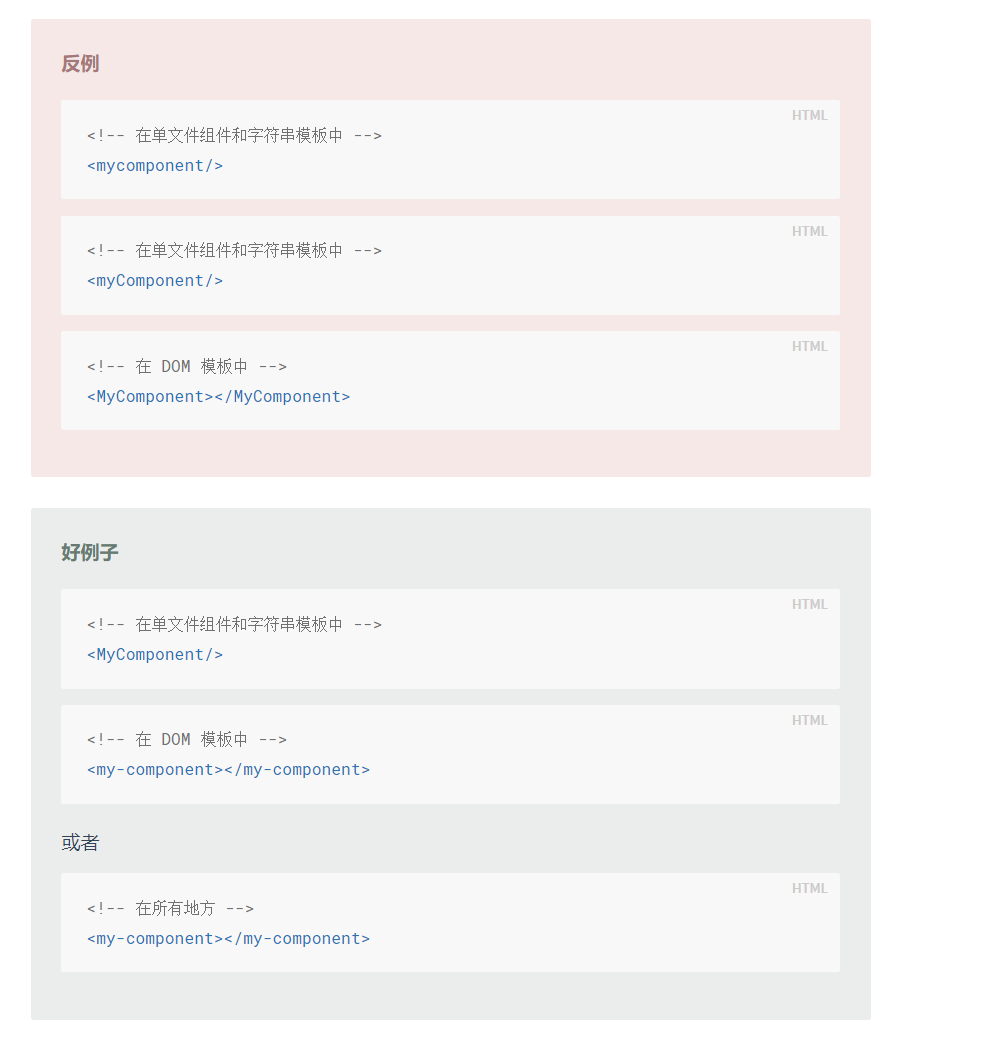 反例
HTML
<!-- 在单文件组件和字符串模板中 -->
<mycomponent/>
HTML
<!-- 在单文件组件和字符串模板中 -->
<myComponent/>
HTML
<!-- 在 DOM 模板中 -->
<MyComponent></MyComponent>
好例子
HTML
<!-- 在单文件组件和字符串模板中 -->
<MyComponent/>
HTML
<!-- 在 DOM 模板中 -->
<my-component></my-component>
或者
HTML
<!-- 在所有地方 -->
<my-component></my-component>